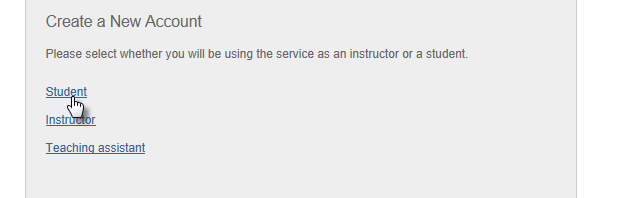 Create a New Account
Please select whether you will be using the service as an instructor or a student.
Student
Instructor
Teaching assistant